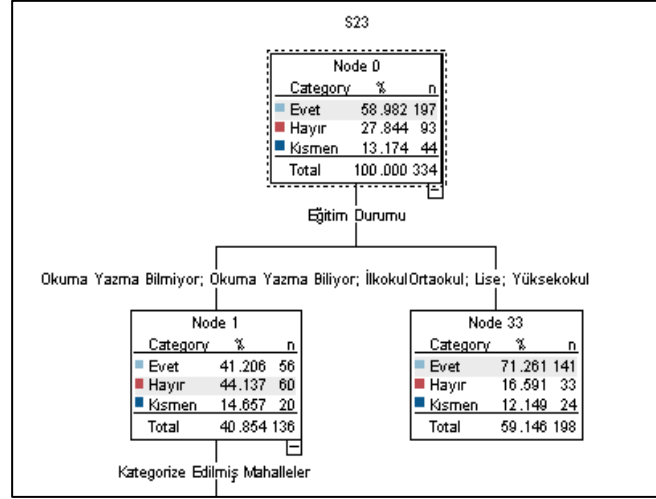 S23
Node 0
Category % n
Evet 58.982 197
Hayır 27.844 93
Kısmen 13.174 44
Total 100.000 334
Eğitim Durumu
Okuma Yazma Bilmiyor; Okuma Yazma Biliyor; İlkokul
Ortaokul; Lise; Yüksekokul
Node 1
Category % n
Evet 41.206 56
Hayır 44.137 60
Kısmen 14.657 20
Total 40.854 136
Node 33
Category % n
Evet 71.261 141
Hayır 16.591 33
Kısmen 12.149 24
Total 59.146 198
Kategorize Edilmiş Mahalleler